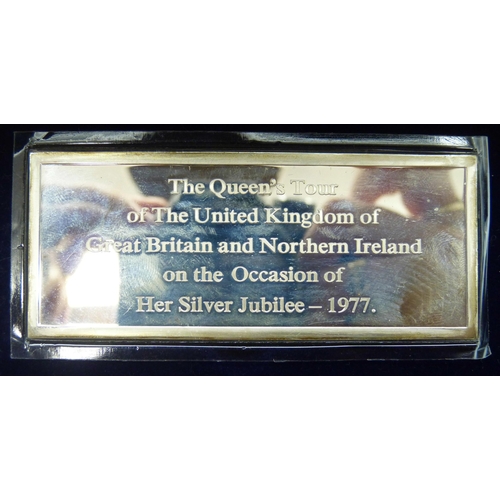 The Queen's Tour
of The United Kingdom of
Great Britain and Northern Ireland
on the Occasion of
Her Silver Jubilee – 1977.